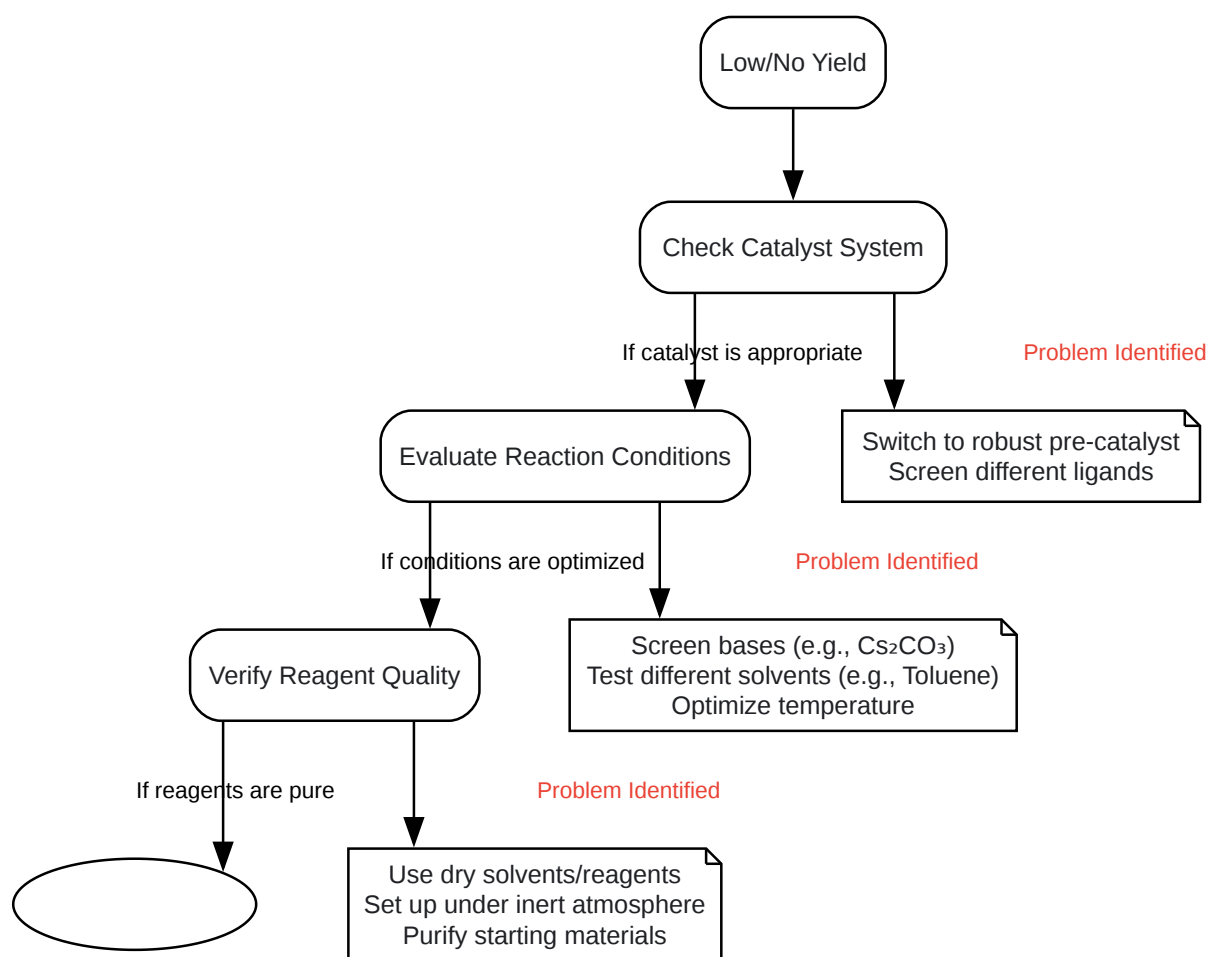 Low/No Yield
Check Catalyst System
If catalyst is appropriate
Problem Identified
Evaluate Reaction Conditions
Switch to robust pre-catalyst
Screen different ligands
If conditions are optimized
Problem Identified
Verify Reagent Quality
Screen bases (e.g., Cs₂CO₃)
Test different solvents (e.g., Toluene)
Optimize temperature
If reagents are pure
Problem Identified
Use dry solvents/reagents
Set up under inert atmosphere
Purify starting materials